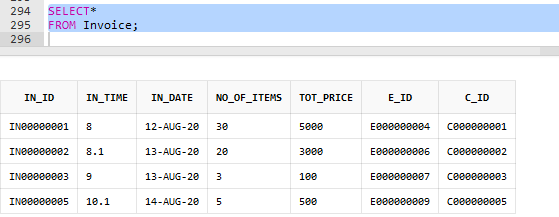 294 SELECT*
295 FROM Invoice;
296
IN_ID IN_TIME IN_DATE NO_OF_ITEMS TOT_PRICE E_ID C_ID
IN00000001 8 12-AUG-20 30 5000 E000000004 C000000001
IN00000002 8.1 13-AUG-20 20 3000 E000000006 C000000002
IN00000003 9 13-AUG-20 3 100 E000000007 C000000003
IN00000005 10.1 14-AUG-20 5 500 E000000009 C000000005